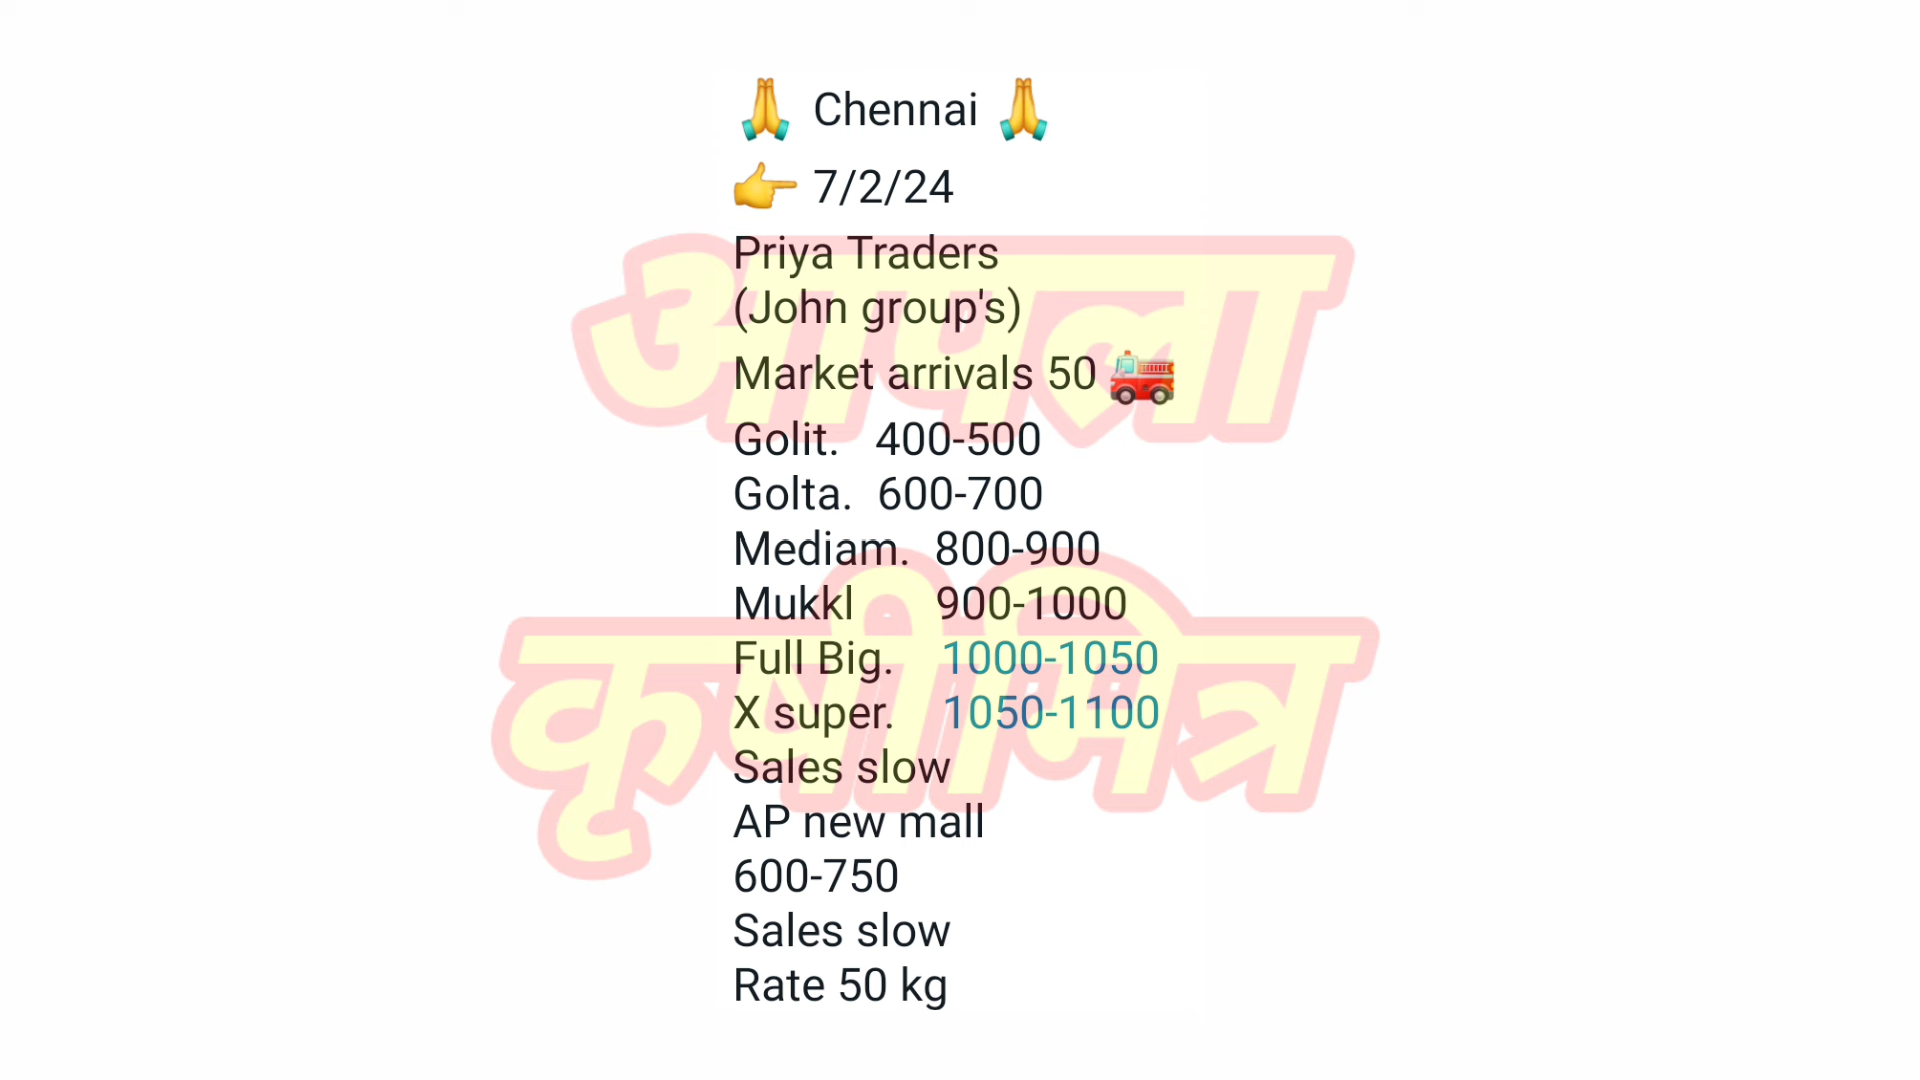 🙏 Chennai 🙏
👉 7/2/24
Priya Traders
(John group's)
Market arrivals 50 🚒
Golit. 400-500
Golta. 600-700
Mediam. 800-900
Mukkl 900-1000
Full Big. 1000-1050
X super. 1050-1100
Sales slow
AP new mall
600-750
Sales slow
Rate 50 kg
आपला
कृषीमित्र